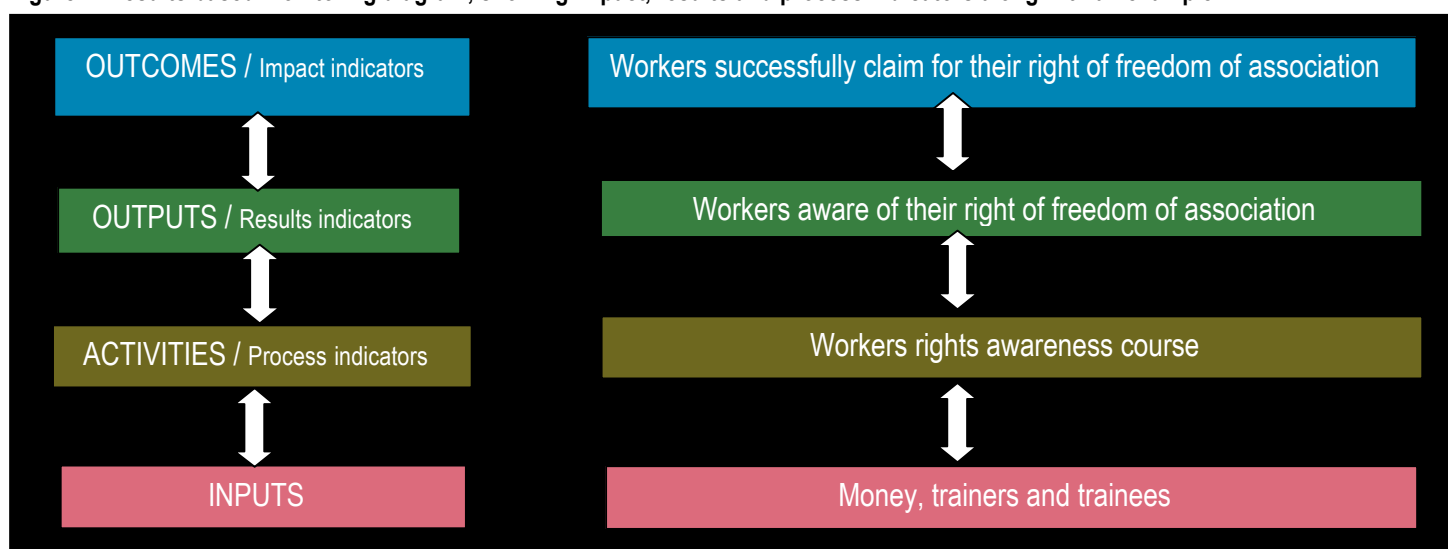 OUTCOMES / Impact indicators
Workers successfully claim for their right of freedom of association
OUTPUTS / Results indicators
Workers aware of their right of freedom of association
ACTIVITIES / Process indicators
Workers rights awareness course
INPUTS
Money, trainers and trainees